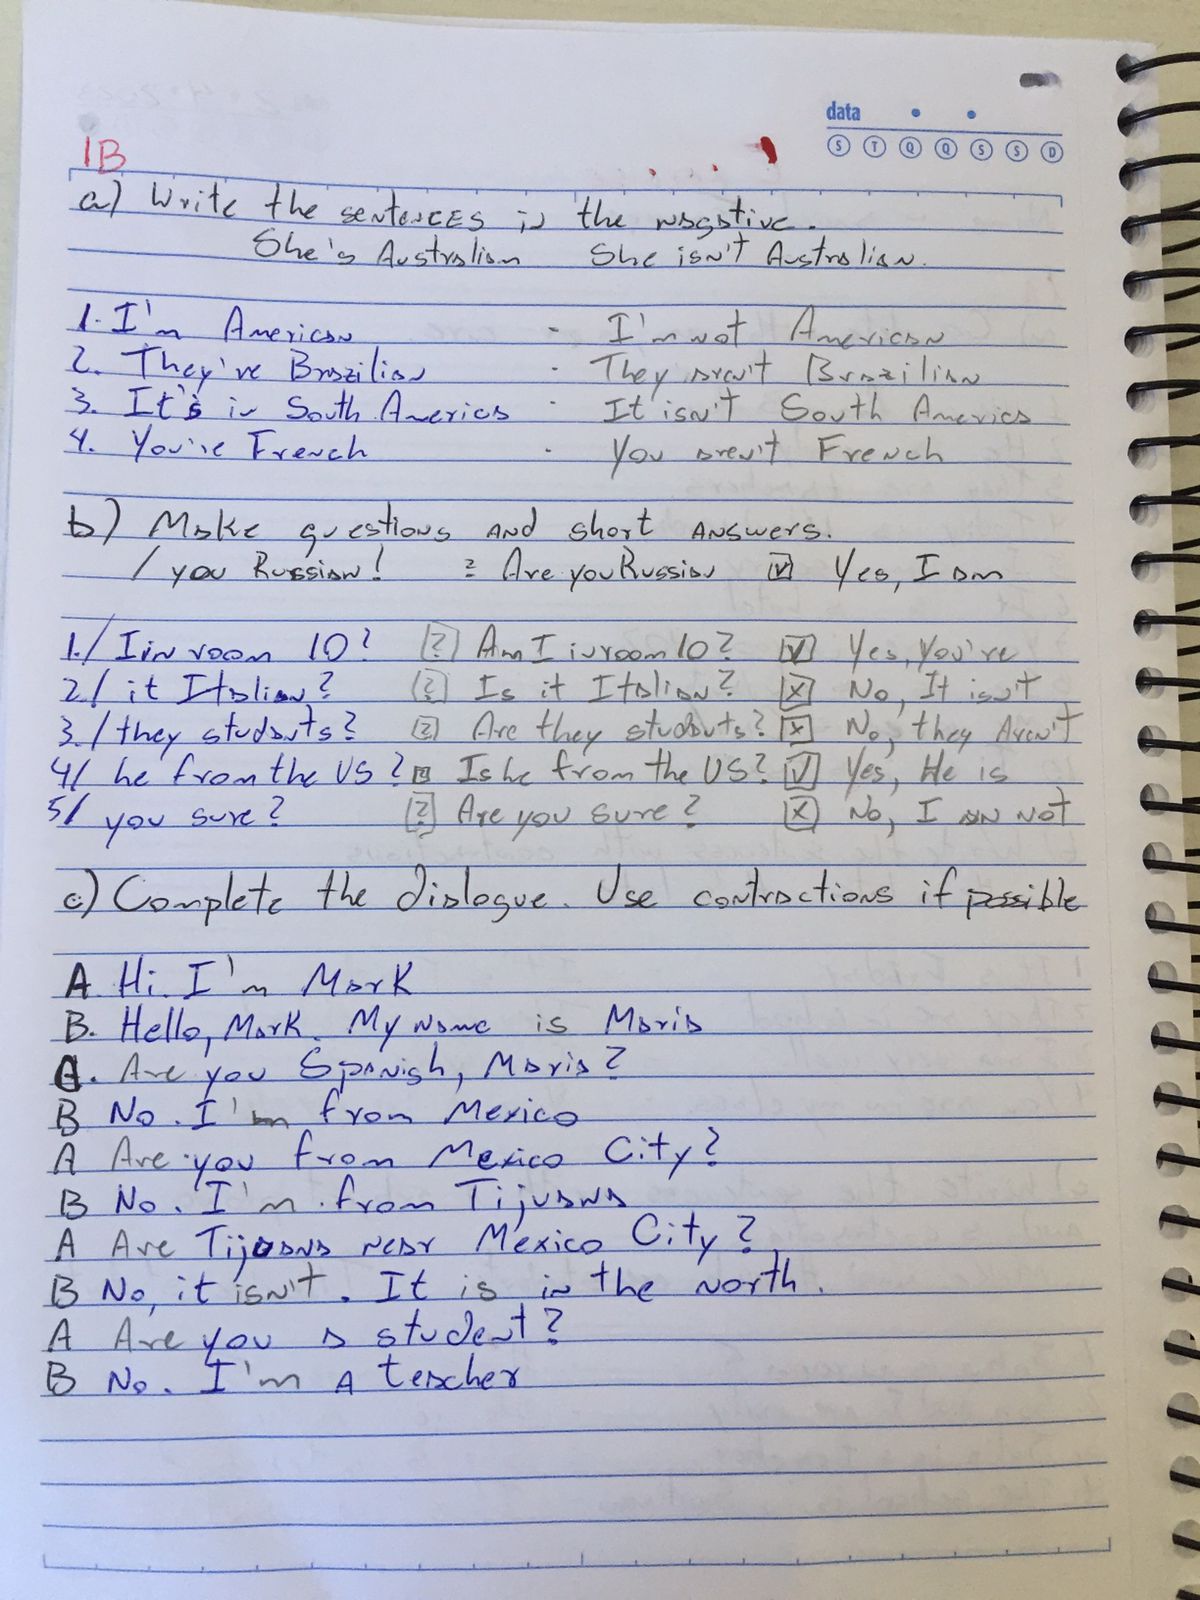 data
S T Q Q S S D
1B
a) Write the sentences in the negative.
She's Australian She isn't Australian.
1. I'm American - I'm not American
2. They're Brazilian - They aren't Brazilian
3. It's in South America - It isn't South America
4. You're French - You aren't French
b) Make questions and short answers.
/ you Russian! ? Are you Russian ✓ Yes, I am
1./ I in room 10? ? Am I in room 10? ✓ Yes, you're
2/ it Italian? ? Is it Italian? x No, It isn't
3./ they students? ? Are they students? x No, they Aren't
4/ he from the US? ? Is he from the US? ✓ Yes, He is
5/ you sure? ? Are you sure? x No, I am not
c) Complete the dialogue. Use contractions if possible
A. Hi. I'm Mark
B. Hello, Mark. My name is Maria
A. Are you Spanish, Maria?
B No. I'm from Mexico
A Are you from Mexico City?
B No. I'm from Tijuana
A Are Tijuana near Mexico City?
B No, it isn't. It is in the north.
A Are you a student?
B No. I'm A teacher